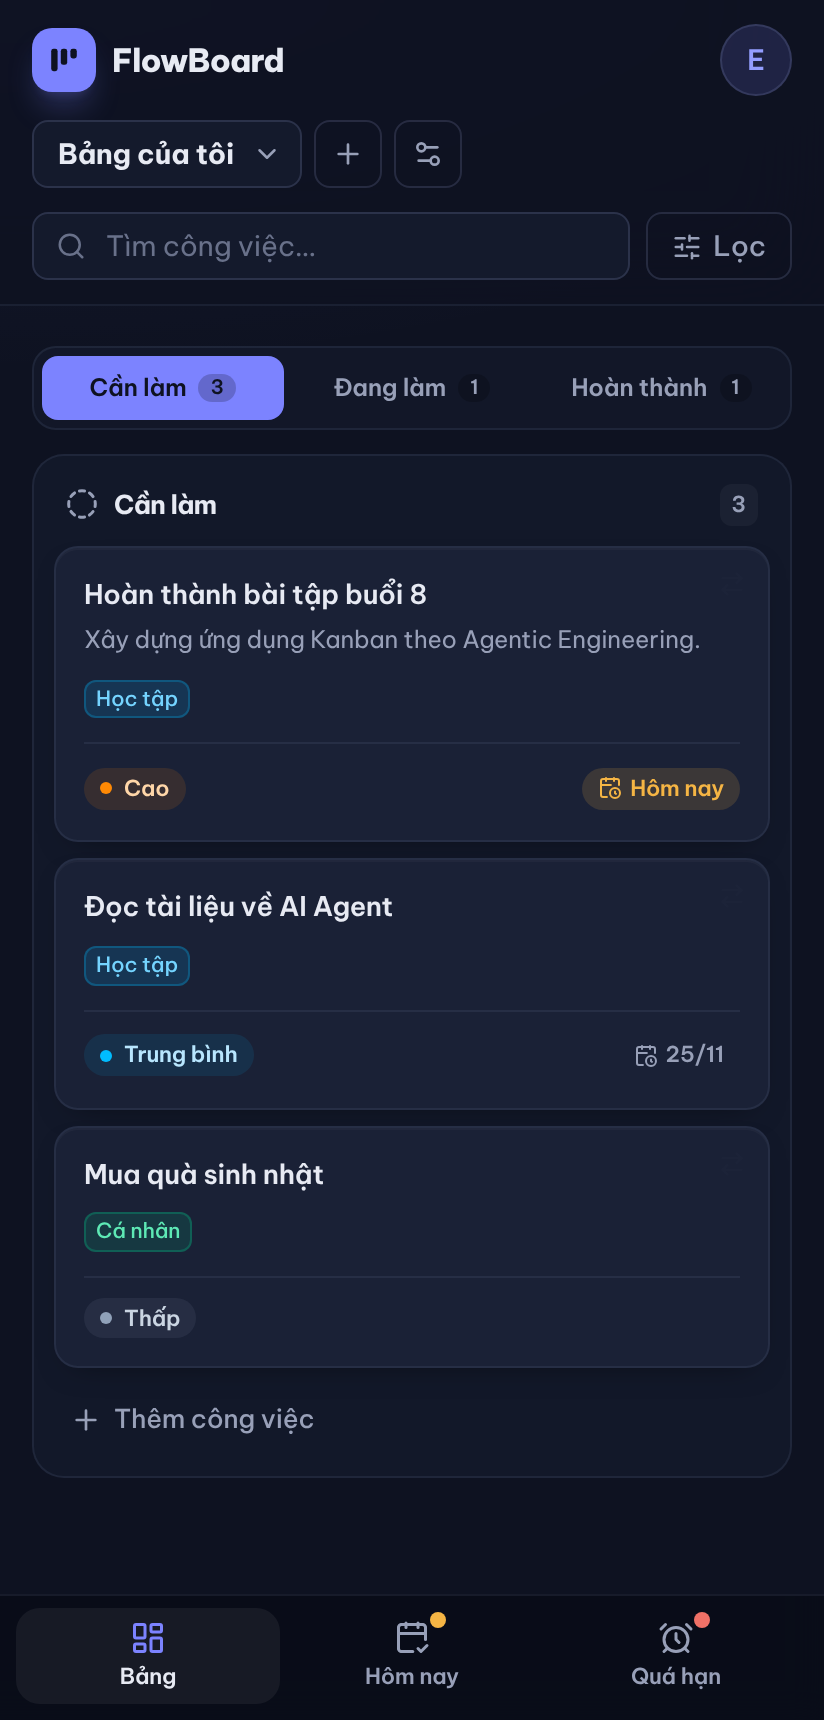 FlowBoard
E
Bảng của tôi
Tìm công việc...
Lọc
Cần làm 3
Đang làm 1
Hoàn thành 1
Cần làm
3
Hoàn thành bài tập buổi 8
Xây dựng ứng dụng Kanban theo Agentic Engineering.
Học tập
Cao
Hôm nay
Đọc tài liệu về AI Agent
Học tập
Trung bình
25/11
Mua quà sinh nhật
Cá nhân
Thấp
Thêm công việc
Bảng
Hôm nay
Quá hạn